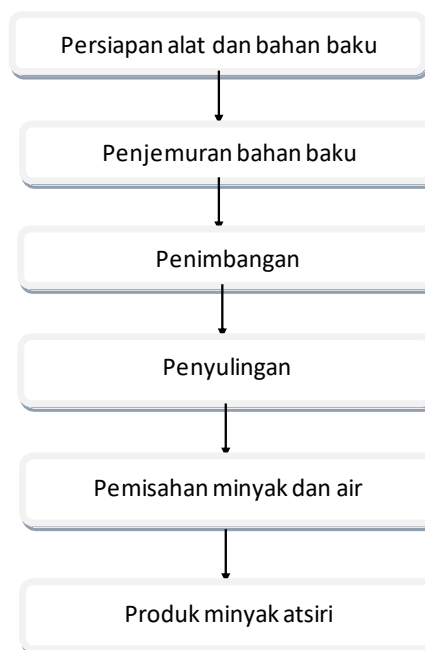 Persiapan alat dan bahan baku
Penjemuran bahan baku
Penimbangan
Penyulingan
Pemisahan minyak dan air
Produk minyak atsiri